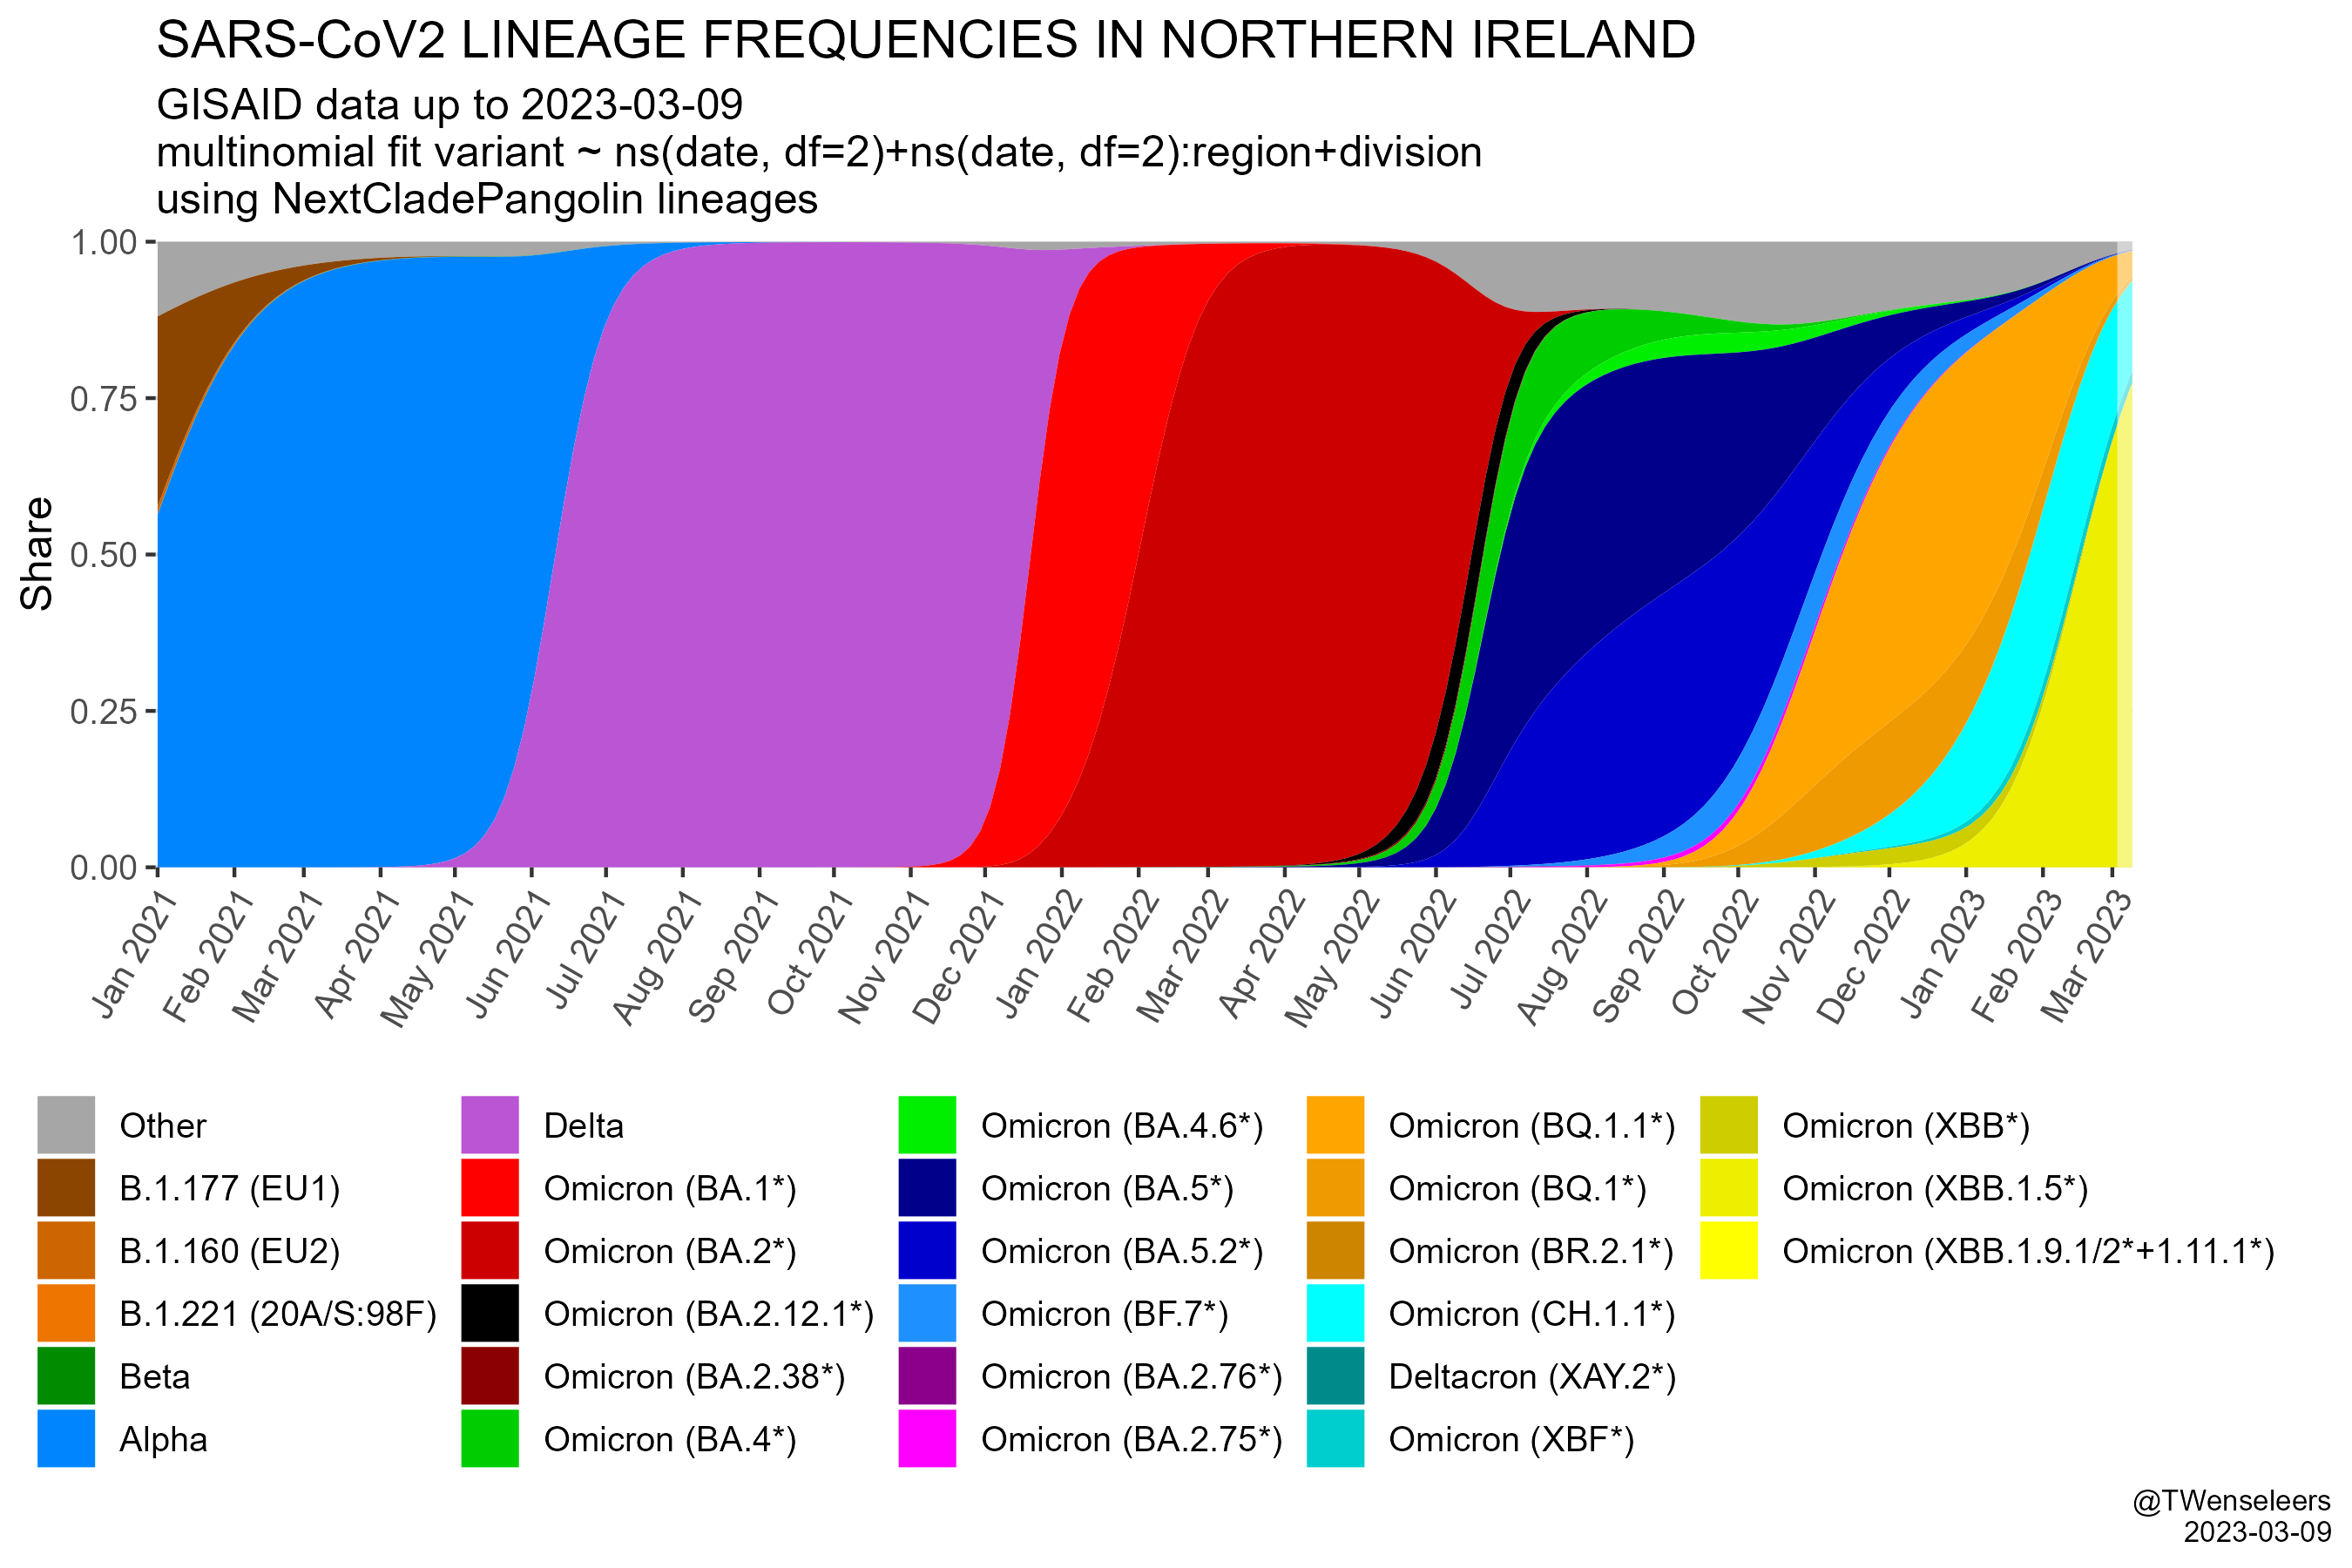 SARS-CoV2 LINEAGE FREQUENCIES IN NORTHERN IRELAND
GISAID data up to 2023-03-09
multinomial fit variant ~ ns(date, df=2)+ns(date, df=2):region+division
using NextCladePangolin lineages
Share
1.00
0.75
0.50
0.25
0.00
Jan 2021
Feb 2021
Mar 2021
Apr 2021
May 2021
Jun 2021
Jul 2021
Aug 2021
Sep 2021
Oct 2021
Nov 2021
Dec 2021
Jan 2022
Feb 2022
Mar 2022
Apr 2022
May 2022
Jun 2022
Jul 2022
Aug 2022
Sep 2022
Oct 2022
Nov 2022
Dec 2022
Jan 2023
Feb 2023
Mar 2023
Other
B.1.177 (EU1)
B.1.160 (EU2)
B.1.221 (20A/S:98F)
Beta
Alpha
Delta
Omicron (BA.1*)
Omicron (BA.2*)
Omicron (BA.2.12.1*)
Omicron (BA.2.38*)
Omicron (BA.4*)
Omicron (BA.4.6*)
Omicron (BA.5*)
Omicron (BA.5.2*)
Omicron (BF.7*)
Omicron (BA.2.76*)
Omicron (BA.2.75*)
Omicron (BQ.1.1*)
Omicron (BQ.1*)
Omicron (BR.2.1*)
Omicron (CH.1.1*)
Deltacron (XAY.2*)
Omicron (XBF*)
Omicron (XBB*)
Omicron (XBB.1.5*)
Omicron (XBB.1.9.1/2*+1.11.1*)
@TWenseleers
2023-03-09